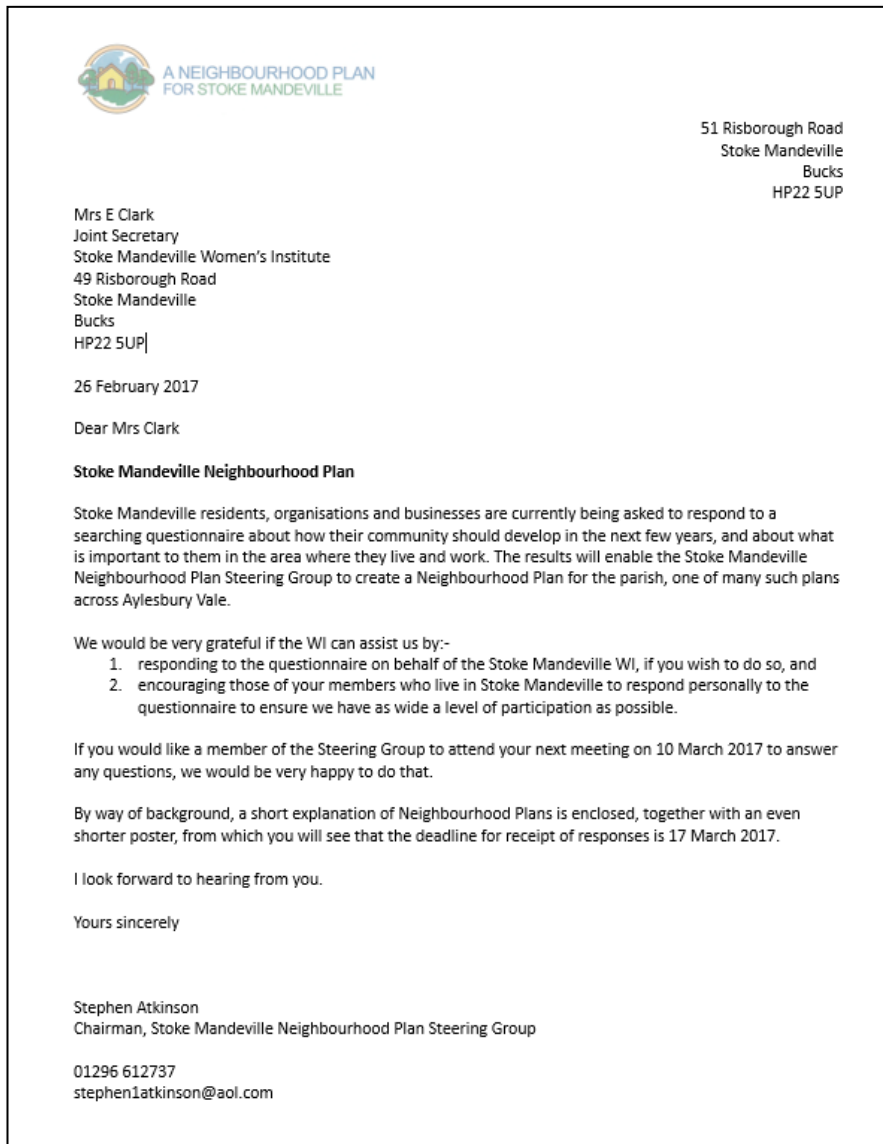 A NEIGHBOURHOOD PLAN
FOR STOKE MANDEVILLE
51 Risborough Road
Stoke Mandeville
Bucks
HP22 5UP
Mrs E Clark
Joint Secretary
Stoke Mandeville Women's Institute
49 Risborough Road
Stoke Mandeville
Bucks
HP22 5UP
26 February 2017
Dear Mrs Clark
Stoke Mandeville Neighbourhood Plan
Stoke Mandeville residents, organisations and businesses are currently being asked to respond to a
searching questionnaire about how their community should develop in the next few years, and about what
is important to them in the area where they live and work. The results will enable the Stoke Mandeville
Neighbourhood Plan Steering Group to create a Neighbourhood Plan for the parish, one of many such plans
across Aylesbury Vale.
We would be very grateful if the WI can assist us by:-
1. responding to the questionnaire on behalf of the Stoke Mandeville WI, if you wish to do so, and
2. encouraging those of your members who live in Stoke Mandeville to respond personally to the
questionnaire to ensure we have as wide a level of participation as possible.
If you would like a member of the Steering Group to attend your next meeting on 10 March 2017 to answer
any questions, we would be very happy to do that.
By way of background, a short explanation of Neighbourhood Plans is enclosed, together with an even
shorter poster, from which you will see that the deadline for receipt of responses is 17 March 2017.
I look forward to hearing from you.
Yours sincerely
Stephen Atkinson
Chairman, Stoke Mandeville Neighbourhood Plan Steering Group
01296 612737
stephen1atkinson@aol.com